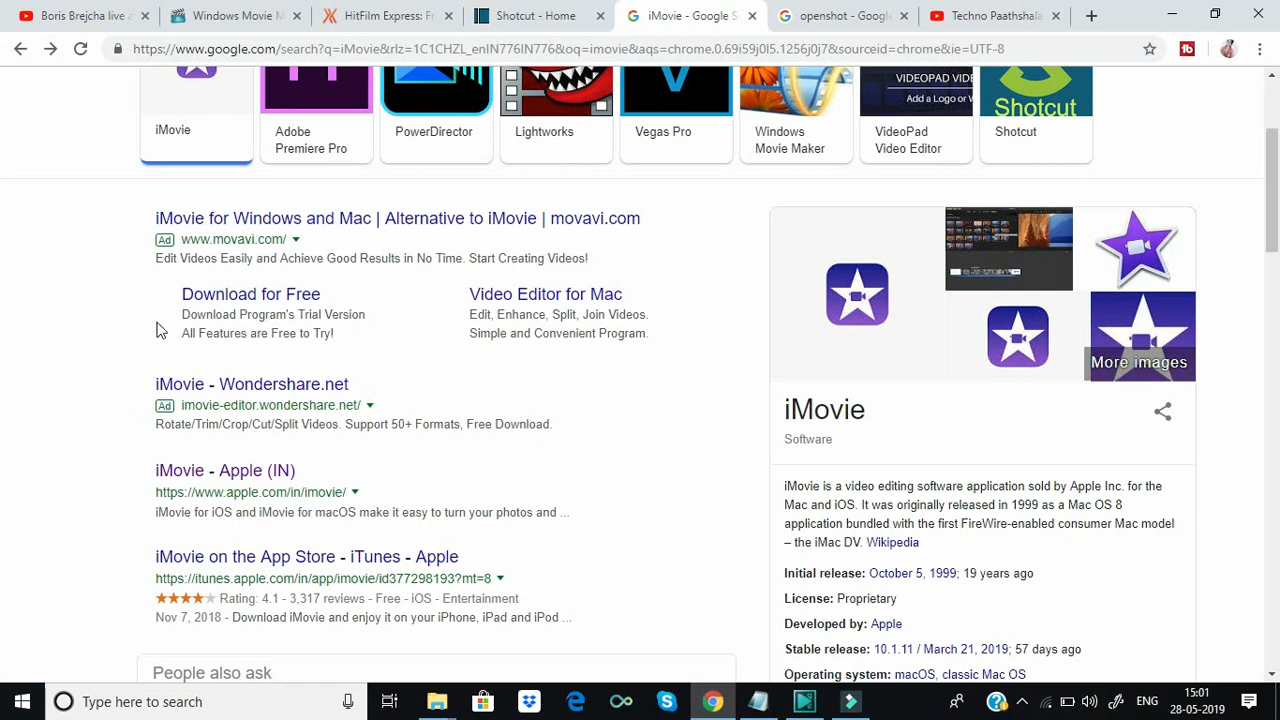 Boris Brejcha live a
Windows Movie M
HitFilm Express: Fr
Shotcut - Home
iMovie - Google Se
openshot - Google
Techno Paathshala
https://www.google.com/search?q=iMovie&rlz=1C1CHZL_enIN776IN776&oq=imovie&aqs=chrome.0.69i59j0l5.1256j0j7&sourceid=chrome&ie=UTF-8
VIDEOPAD VIDE
Add a Logo or W
Shotcut
iMovie
Adobe
Premiere Pro
PowerDirector
Lightworks
Vegas Pro
Windows
Movie Maker
VideoPad
Video Editor
Shotcut
iMovie for Windows and Mac | Alternative to iMovie | movavi.com
Ad www.movavi.com/
Edit Videos Easily and Achieve Good Results in No Time. Start Creating Videos!
Download for Free
Download Program's Trial Version
All Features are Free to Try!
Video Editor for Mac
Edit, Enhance, Split, Join Videos.
Simple and Convenient Program.
iMovie - Wondershare.net
Ad imovie-editor.wondershare.net/
Rotate/Trim/Crop/Cut/Split Videos. Support 50+ Formats, Free Download.
iMovie - Apple (IN)
https://www.apple.com/in/imovie/
iMovie for iOS and iMovie for macOS make it easy to turn your photos and ...
iMovie on the App Store - iTunes - Apple
https://itunes.apple.com/in/app/imovie/id377298193?mt=8
Rating: 4.1 - 3,317 reviews - Free - iOS - Entertainment
Nov 7, 2018 - Download iMovie and enjoy it on your iPhone, iPad and iPod ...
People also ask
More images
iMovie
Software
iMovie is a video editing software application sold by Apple Inc. for the
Mac and iOS. It was originally released in 1999 as a Mac OS 8
application bundled with the first FireWire-enabled consumer Mac model
– the iMac DV. Wikipedia
Initial release: October 5, 1999; 19 years ago
License: Proprietary
Developed by: Apple
Stable release: 10.1.11 / March 21, 2019; 57 days ago
Operating system: macOS, classic Mac OS
Type here to search
ENG
15:01
28-05-2019